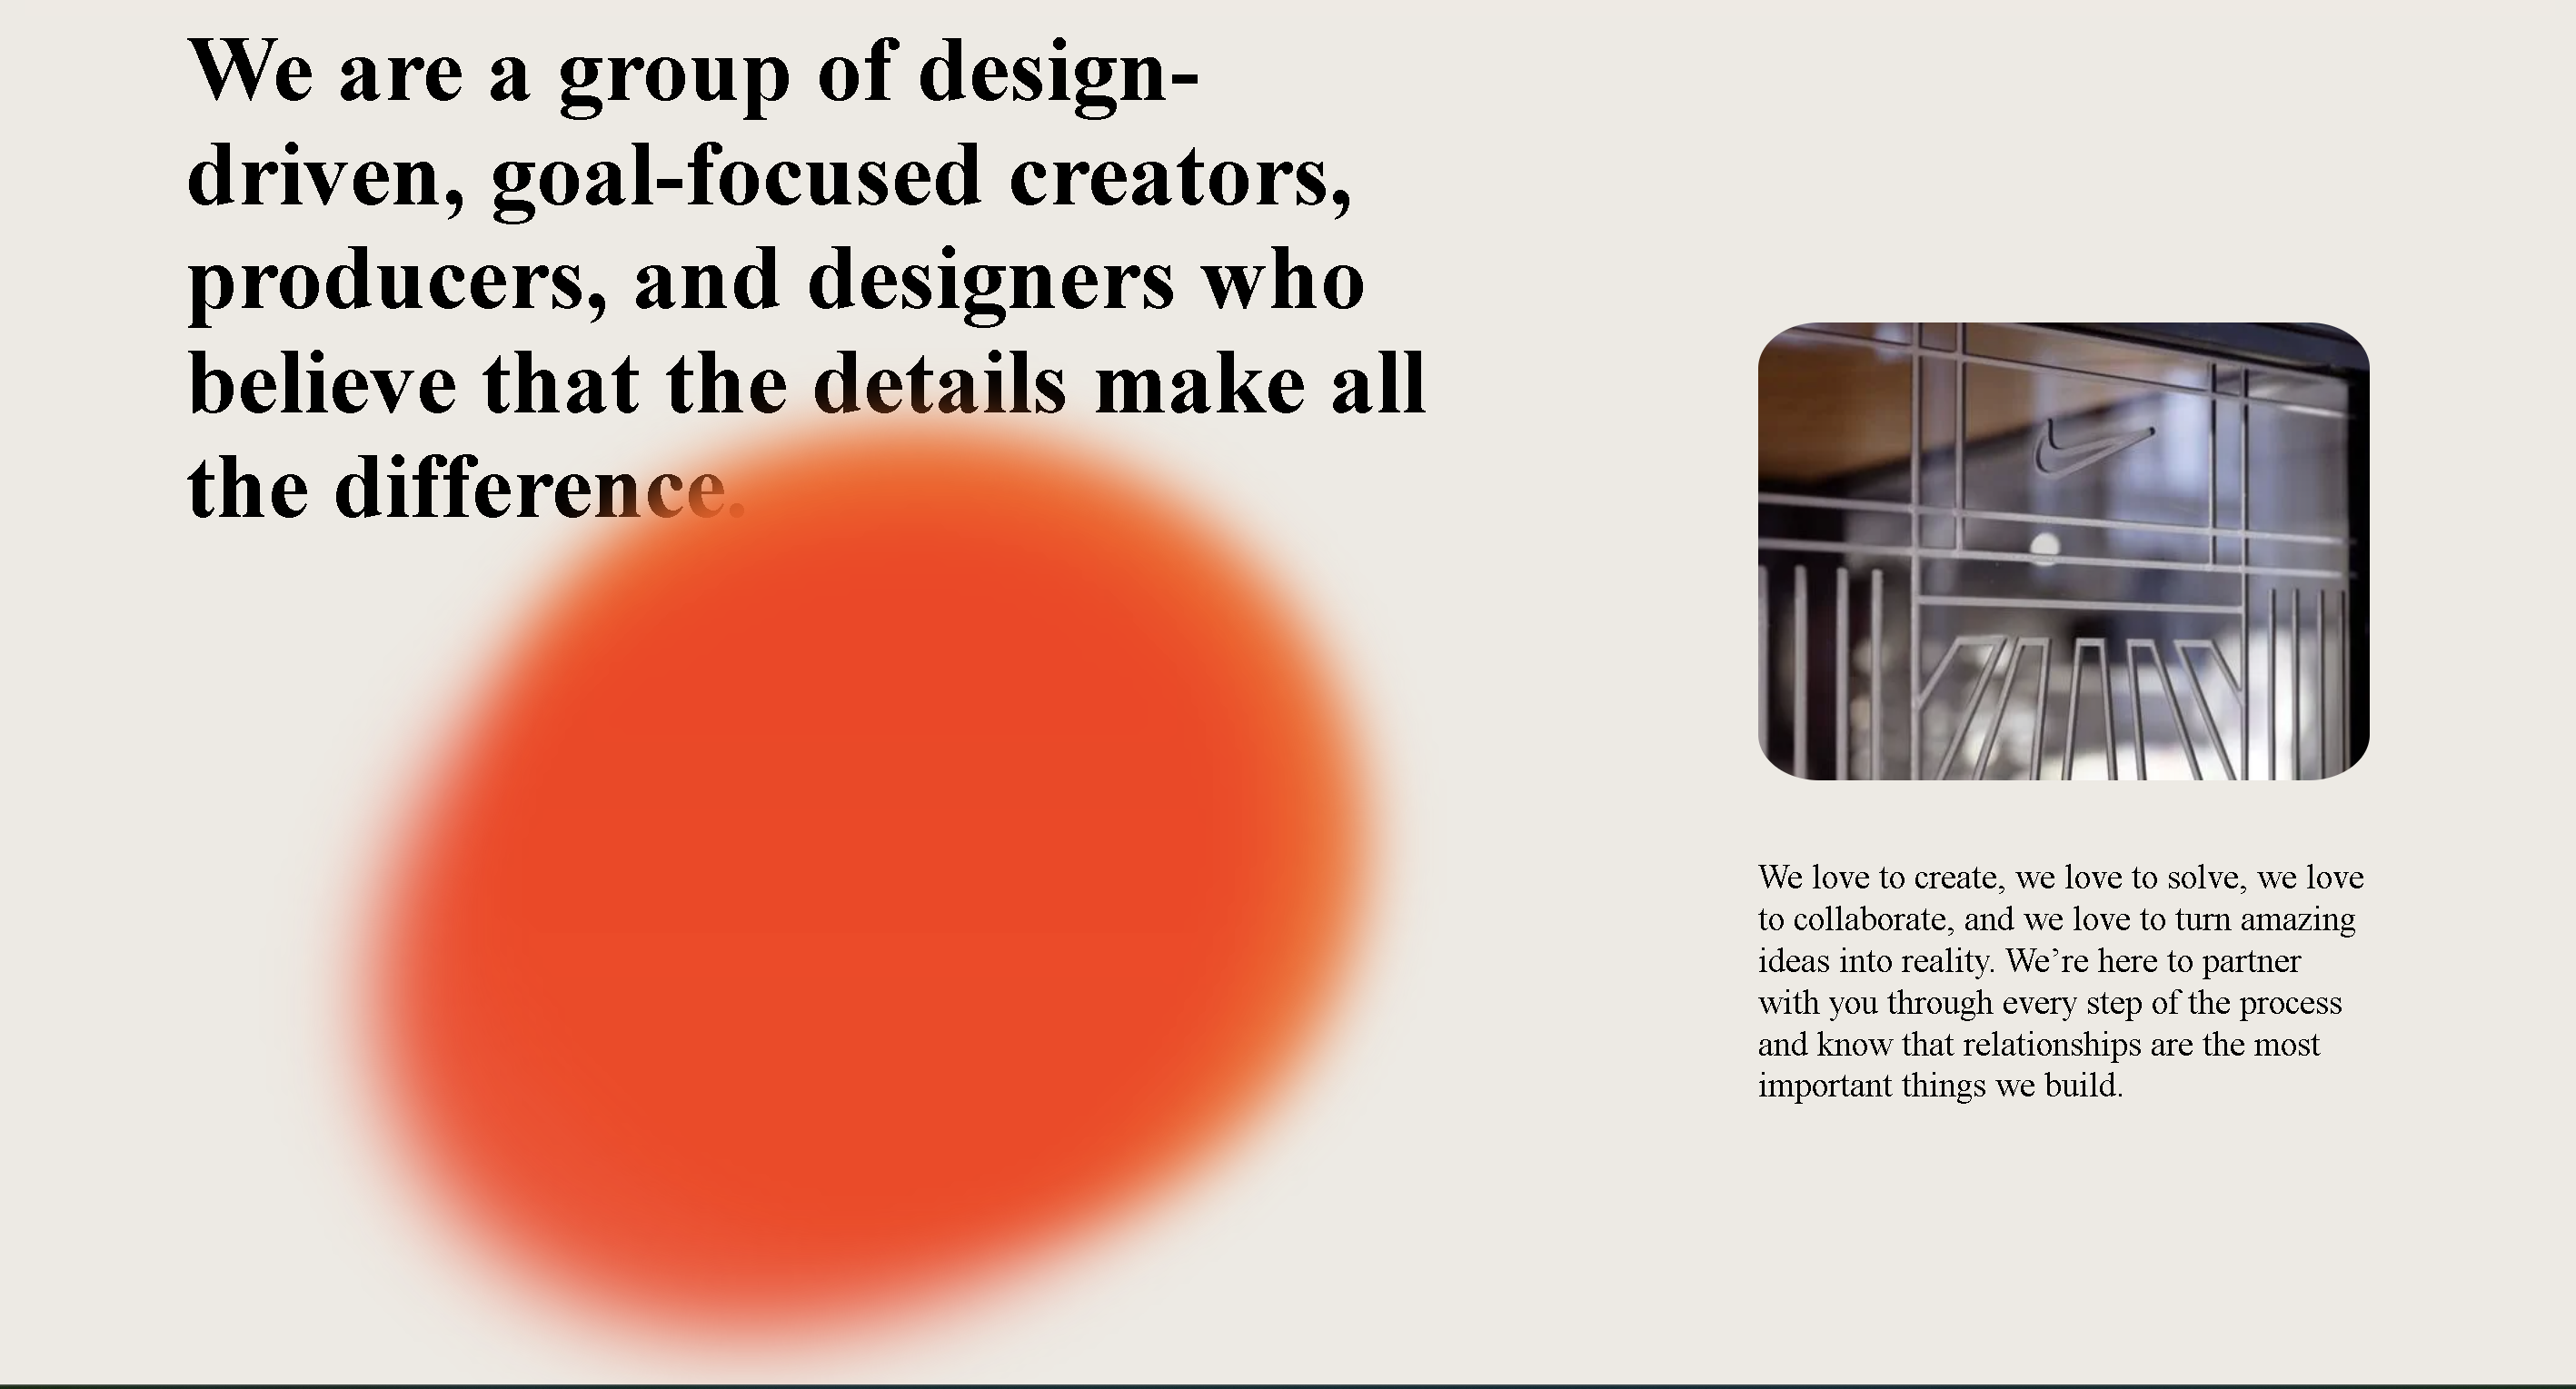 We are a group of design-
driven, goal-focused creators,
producers, and designers who
believe that the details make all
the difference.
We love to create, we love to solve, we love
to collaborate, and we love to turn amazing
ideas into reality. We’re here to partner
with you through every step of the process
and know that relationships are the most
important things we build.